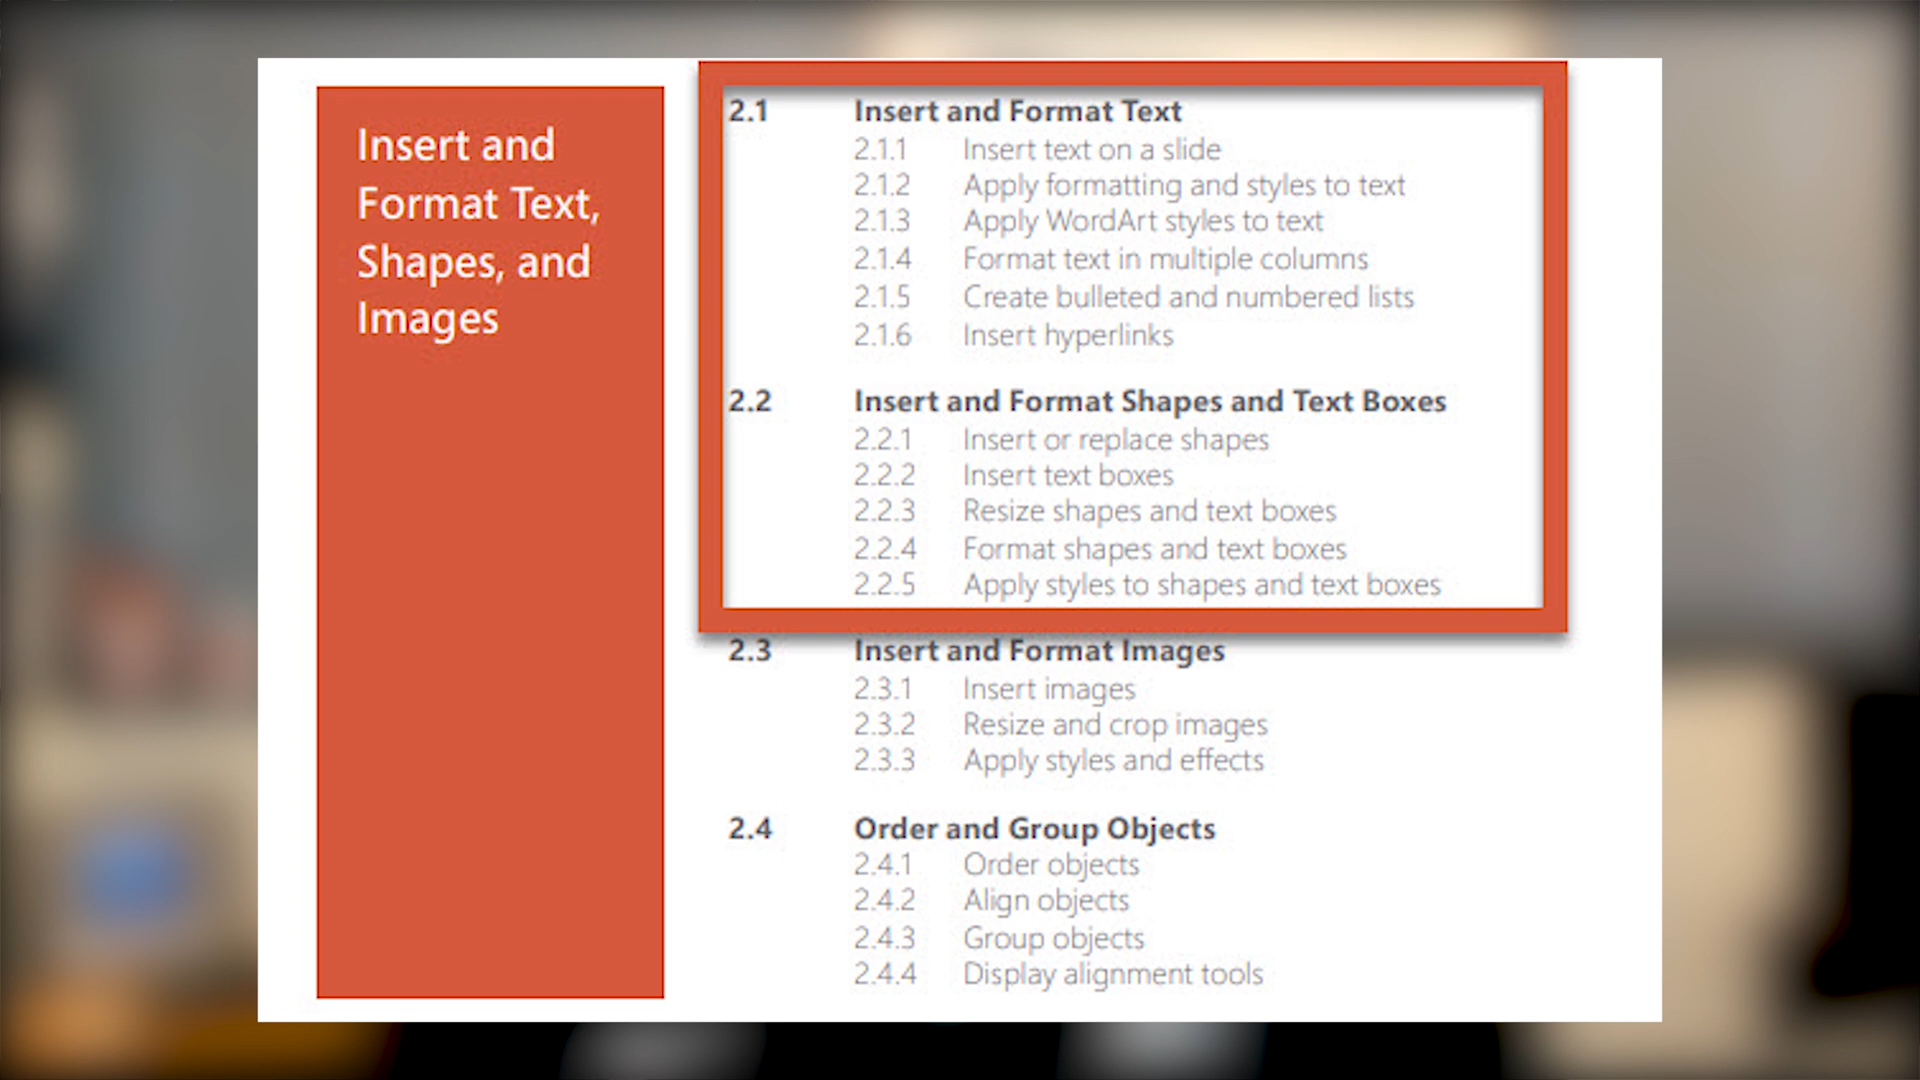 Insert and
Format Text,
Shapes, and
Images
2.1 Insert and Format Text
2.1.1 Insert text on a slide
2.1.2 Apply formatting and styles to text
2.1.3 Apply WordArt styles to text
2.1.4 Format text in multiple columns
2.1.5 Create bulleted and numbered lists
2.1.6 Insert hyperlinks
2.2 Insert and Format Shapes and Text Boxes
2.2.1 Insert or replace shapes
2.2.2 Insert text boxes
2.2.3 Resize shapes and text boxes
2.2.4 Format shapes and text boxes
2.2.5 Apply styles to shapes and text boxes
2.3 Insert and Format Images
2.3.1 Insert images
2.3.2 Resize and crop images
2.3.3 Apply styles and effects
2.4 Order and Group Objects
2.4.1 Order objects
2.4.2 Align objects
2.4.3 Group objects
2.4.4 Display alignment tools